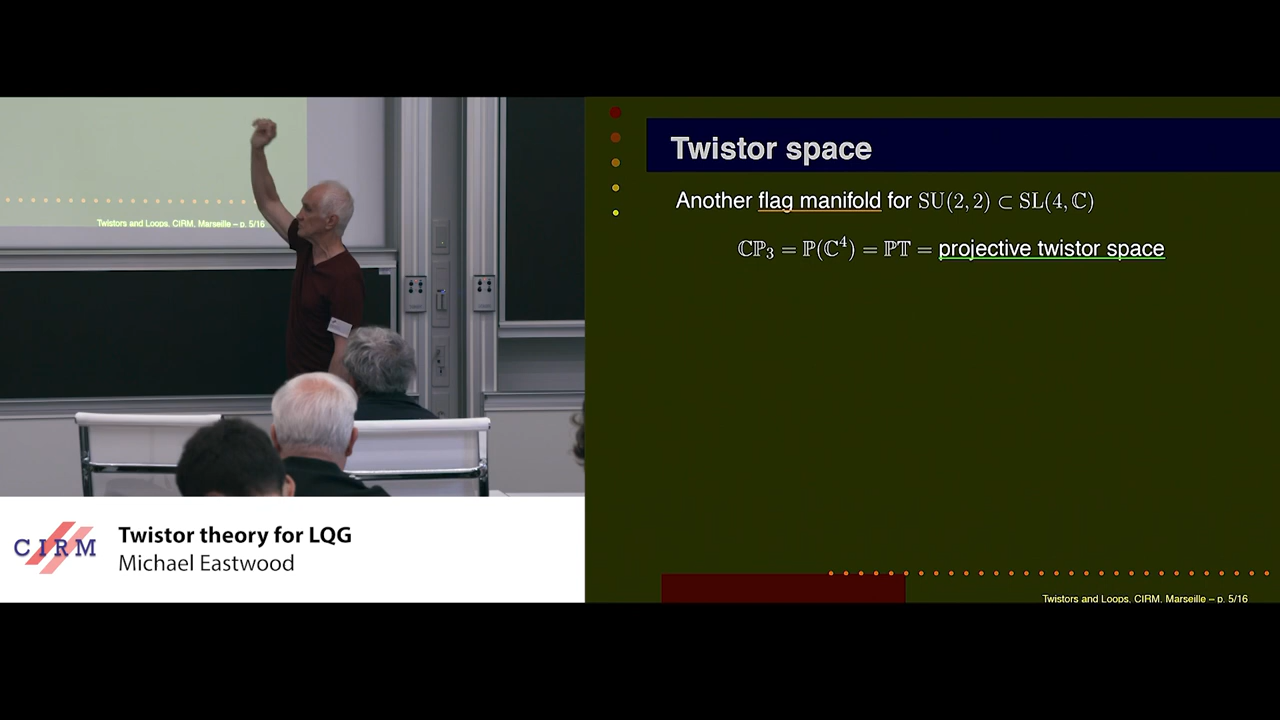 Twistors and Loops, CIRM, Marseille – p. 5/16
CIRM
Twistor theory for LQG
Michael Eastwood
Twistor space
Another flag manifold for SU(2,2) ⊂ SL(4,ℂ)
ℂℙ₃ = ℙ(ℂ⁴) = ℙ𝕋 = projective twistor space
Twistors and Loops, CIRM, Marseille – p. 5/16